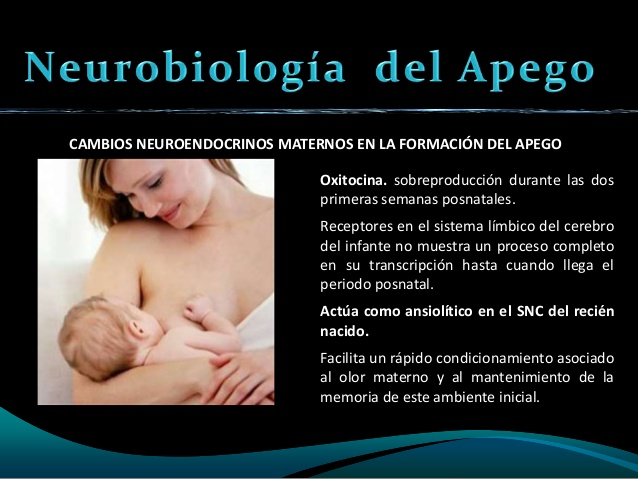 Neurobiología del Apego
CAMBIOS NEUROENDOCRINOS MATERNOS EN LA FORMACIÓN DEL APEGO
Oxitocina. sobreproducción durante las dos
primeras semanas posnatales.
Receptores en el sistema límbico del cerebro
del infante no muestra un proceso completo
en su transcripción hasta cuando llega el
periodo posnatal.
Actúa como ansiolítico en el SNC del recién
nacido.
Facilita un rápido condicionamiento asociado
al olor materno y al mantenimiento de la
memoria de este ambiente inicial.